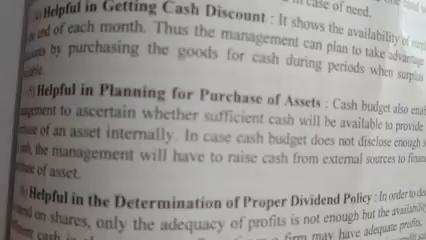 in case of need.
Helpful in Getting Cash Discount : It shows the availability of
end of each month. Thus the management can plan to take advantage
by purchasing the goods for cash during periods when surplus
Helpful in Planning for Purchase of Assets : Cash budget also
to ascertain whether sufficient cash will be available to provide
of an asset internally. In case cash budget does not disclose enough
the management will have to raise cash from external sources to
of asset.
Helpful in the Determination of Proper Dividend Policy : In order to
on shares, only the adequacy of profits is not enough but the
cash
firm may have adequate profits,